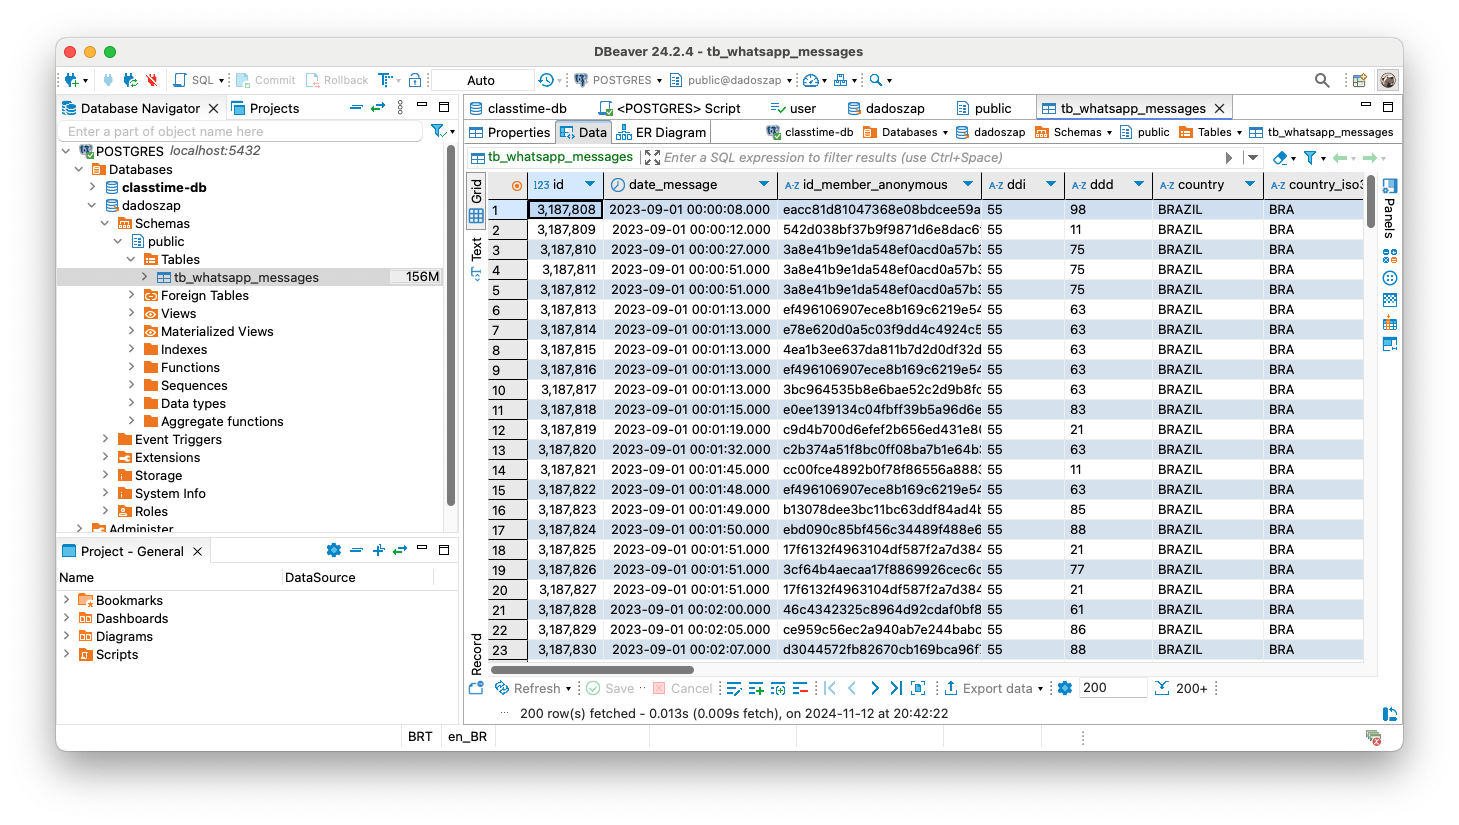 DBeaver 24.2.4 - tb_whatsapp_messages
SQL Commit Rollback Auto POSTGRES public@dadoszap
Database Navigator Projects
Enter a part of object name here
POSTGRES localhost:5432
Databases
classtime-db
dadoszap
Schemas
public
Tables
tb_whatsapp_messages 156M
Foreign Tables
Views
Materialized Views
Indexes
Functions
Sequences
Data types
Aggregate functions
Event Triggers
Extensions
Storage
System Info
Roles
Administer
Project - General
Name DataSource
Bookmarks
Dashboards
Diagrams
Scripts
classtime-db <POSTGRES> Script user dadoszap public tb_whatsapp_messages
Properties Data ER Diagram classtime-db Databases dadoszap Schemas public Tables tb_whatsapp_messages
tb_whatsapp_messages Enter a SQL expression to filter results (use Ctrl+Space)
Grid
Text
Record
Panels
123 id date_message A-Z id_member_anonymous A-Z ddi A-Z ddd A-Z country A-Z country_iso3
1 3,187,808 2023-09-01 00:00:08.000 eacc81d81047368e08bdcee59a 55 98 BRAZIL BRA
2 3,187,809 2023-09-01 00:00:12.000 542d038bf37b9f9871d6e8dac6 55 11 BRAZIL BRA
3 3,187,810 2023-09-01 00:00:27.000 3a8e41b9e1da548ef0acd0a57b3 55 75 BRAZIL BRA
4 3,187,811 2023-09-01 00:00:51.000 3a8e41b9e1da548ef0acd0a57b3 55 75 BRAZIL BRA
5 3,187,812 2023-09-01 00:00:51.000 3a8e41b9e1da548ef0acd0a57b3 55 75 BRAZIL BRA
6 3,187,813 2023-09-01 00:01:13.000 ef496106907ece8b169c6219e54 55 63 BRAZIL BRA
7 3,187,814 2023-09-01 00:01:13.000 e78e620d0a5c03f9dd4c4924c5 55 63 BRAZIL BRA
8 3,187,815 2023-09-01 00:01:13.000 4ea1b3ee637da811b7d2d0df32d 55 63 BRAZIL BRA
9 3,187,816 2023-09-01 00:01:13.000 ef496106907ece8b169c6219e54 55 63 BRAZIL BRA
10 3,187,817 2023-09-01 00:01:13.000 3bc964535b8e6bae52c2d9b8fc 55 63 BRAZIL BRA
11 3,187,818 2023-09-01 00:01:15.000 e0ee139134c04fbff39b5a96d6e 55 83 BRAZIL BRA
12 3,187,819 2023-09-01 00:01:19.000 c9d4b700d6efef2b656ed431e8 55 21 BRAZIL BRA
13 3,187,820 2023-09-01 00:01:32.000 c2b374a51f8bc0ff08ba7b1e64b 55 63 BRAZIL BRA
14 3,187,821 2023-09-01 00:01:45.000 cc00fce4892b0f78f86556a888 55 11 BRAZIL BRA
15 3,187,822 2023-09-01 00:01:48.000 ef496106907ece8b169c6219e54 55 63 BRAZIL BRA
16 3,187,823 2023-09-01 00:01:49.000 b13078dee3bc11bc63ddf84ad4b 55 85 BRAZIL BRA
17 3,187,824 2023-09-01 00:01:50.000 ebd090c85bf456c34489f488e6 55 88 BRAZIL BRA
18 3,187,825 2023-09-01 00:01:51.000 17f6132f4963104df587f2a7d384 55 21 BRAZIL BRA
19 3,187,826 2023-09-01 00:01:51.000 3cf64b4aecaa17f8869926cec6c 55 77 BRAZIL BRA
20 3,187,827 2023-09-01 00:01:51.000 17f6132f4963104df587f2a7d384 55 21 BRAZIL BRA
21 3,187,828 2023-09-01 00:02:00.000 46c4342325c8964d92cdaf0bf8 55 61 BRAZIL BRA
22 3,187,829 2023-09-01 00:02:05.000 ce959c56ec2a940ab7e244babc 55 86 BRAZIL BRA
23 3,187,830 2023-09-01 00:02:07.000 d3044572fb82670cb169bca96f 55 88 BRAZIL BRA
Refresh Save Cancel Export data 200 200+
200 row(s) fetched - 0.013s (0.009s fetch), on 2024-11-12 at 20:42:22
BRT en_BR